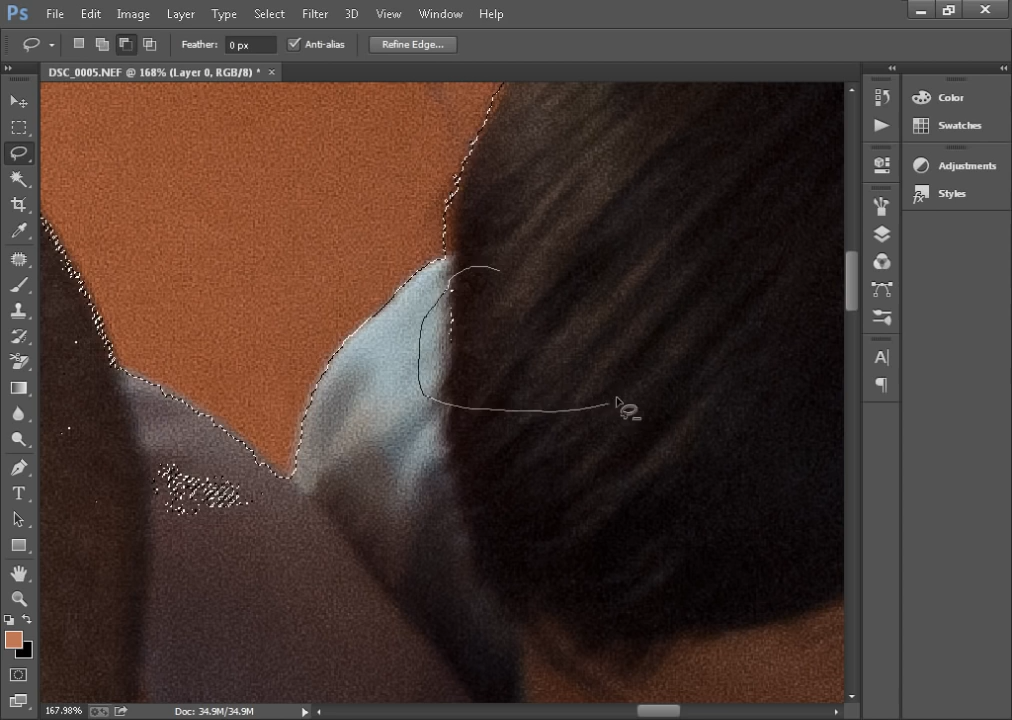 Ps File Edit Image Layer Type Select Filter 3D View Window Help
Feather: 0 px Anti-alias Refine Edge...
DSC_0005.NEF @ 168% (Layer 0, RGB/8) * ×
Color
Swatches
Adjustments
Styles
167.98% Doc: 34.9M/34.9M